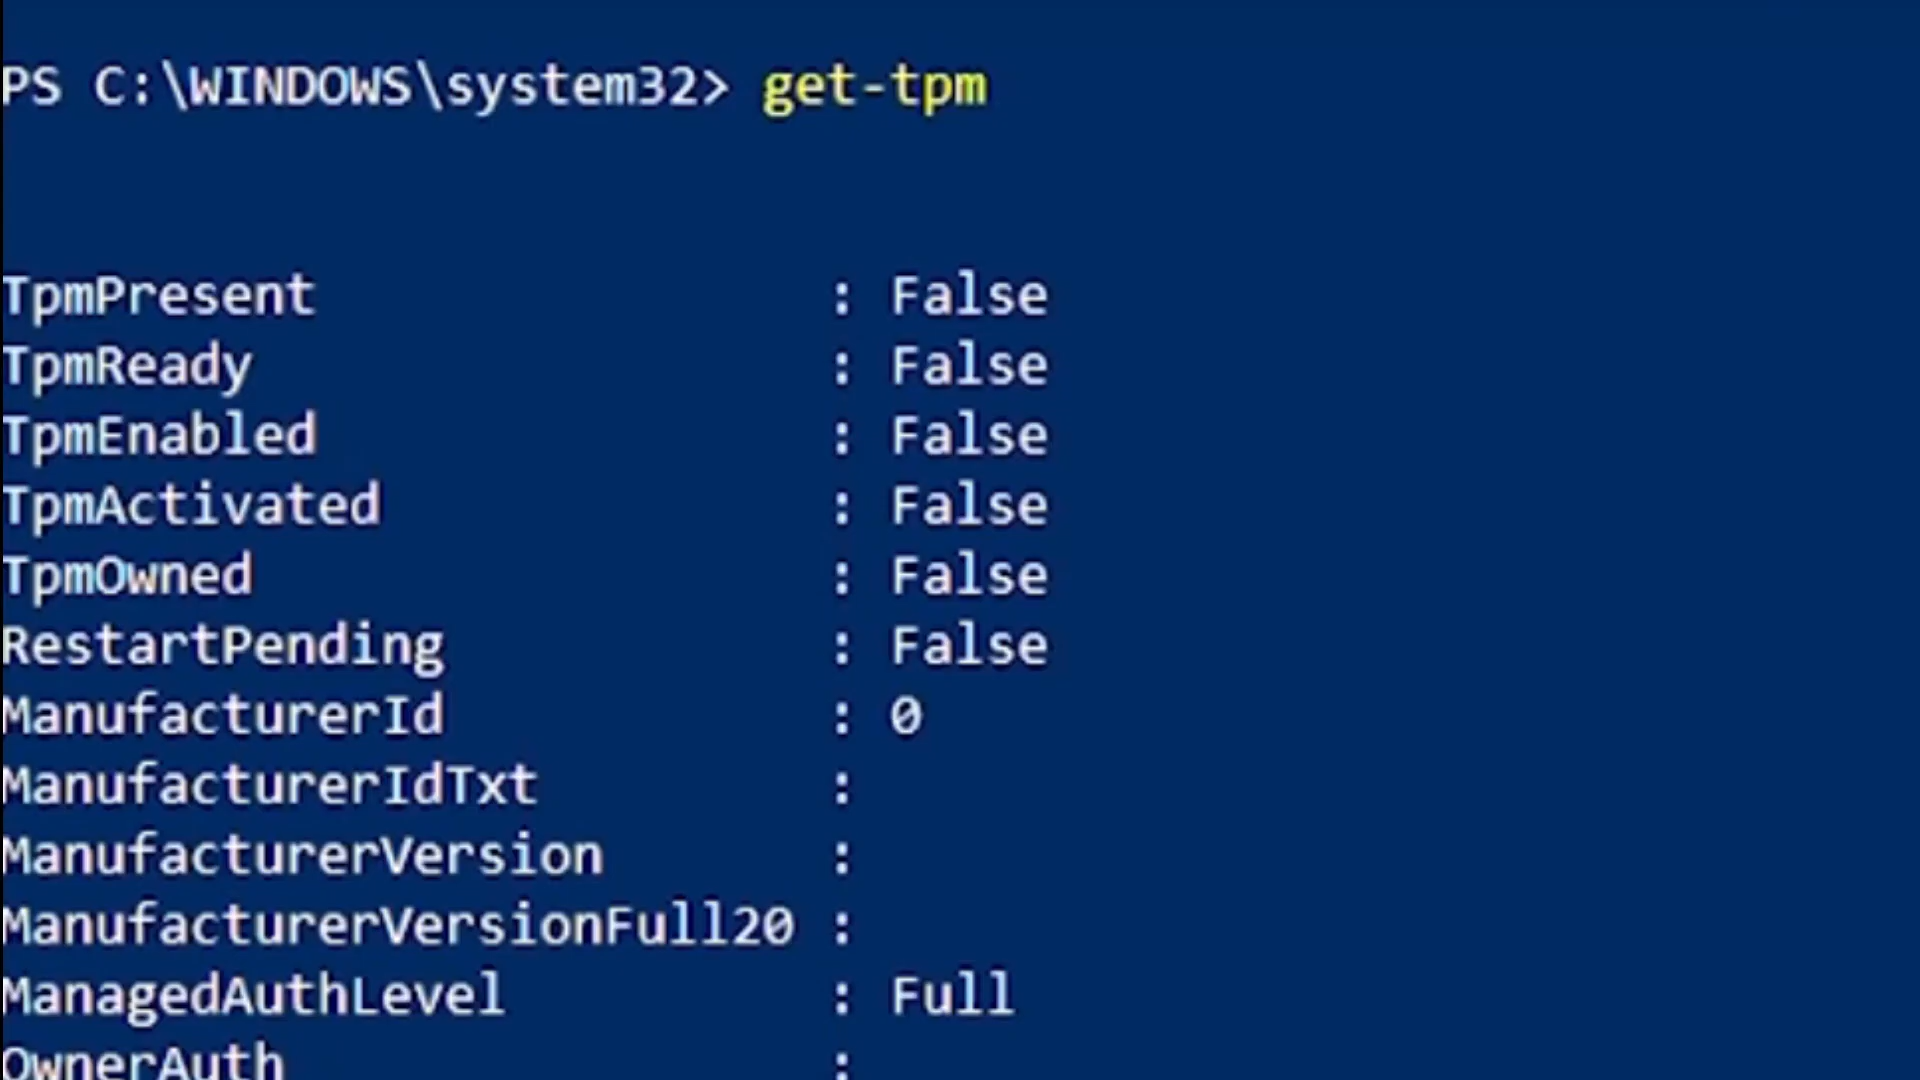 PS C:\WINDOWS\system32> get-tpm
TpmPresent : False
TpmReady : False
TpmEnabled : False
TpmActivated : False
TpmOwned : False
RestartPending : False
ManufacturerId : 0
ManufacturerIdTxt :
ManufacturerVersion :
ManufacturerVersionFull20 :
ManagedAuthLevel : Full
OwnerAuth :